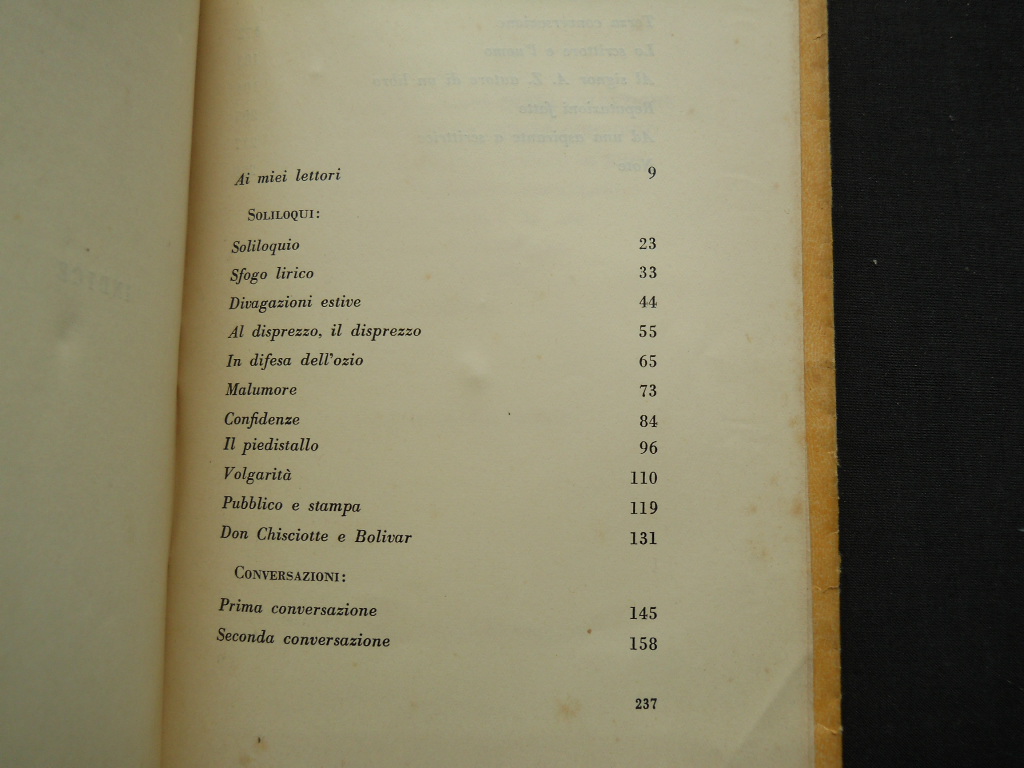 Ai miei lettori 9
SOLILOQUI:
Soliloquio 23
Sfogo lirico 33
Divagazioni estive 44
Al disprezzo, il disprezzo 55
In difesa dell'ozio 65
Malumore 73
Confidenze 84
Il piedistallo 96
Volgarità 110
Pubblico e stampa 119
Don Chisciotte e Bolivar 131
CONVERSAZIONI:
Prima conversazione 145
Seconda conversazione 158
237